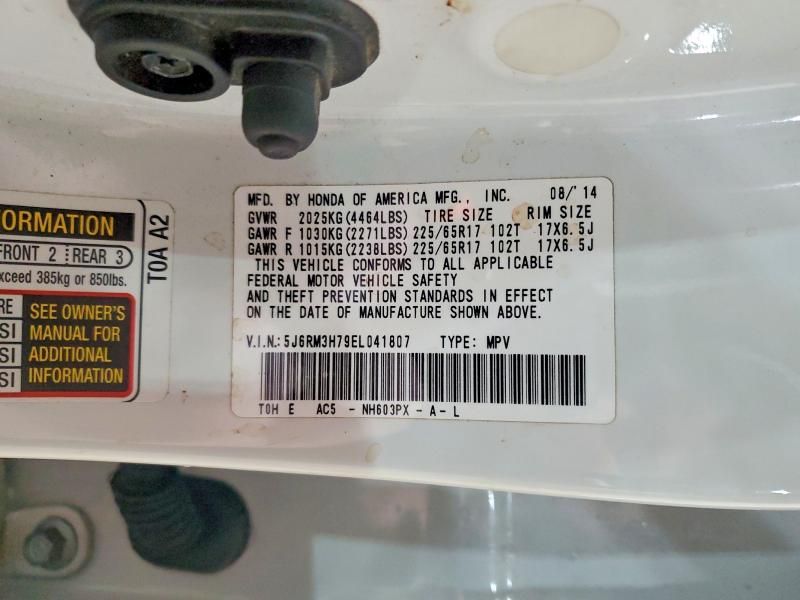 ORMATION
FRONT 2 REAR 3
xceed 385kg or 850lbs.
RE
SI
SI
SEE OWNER'S
MANUAL FOR
ADDITIONAL
INFORMATION
T0A A2
MFD. BY HONDA OF AMERICA MFG., INC. 08/'14
GVWR 2025KG(4464LBS) TIRE SIZE RIM SIZE
GAWR F 1030KG(2271LBS) 225/65R17 102T 17X6.5J
GAWR R 1015KG(2238LBS) 225/65R17 102T 17X6.5J
THIS VEHICLE CONFORMS TO ALL APPLICABLE
FEDERAL MOTOR VEHICLE SAFETY
AND THEFT PREVENTION STANDARDS IN EFFECT
ON THE DATE OF MANUFACTURE SHOWN ABOVE.
V.I.N.: 5J6RM3H79EL041807 TYPE: MPV
T0H E AC5 - NH603PX - A - L